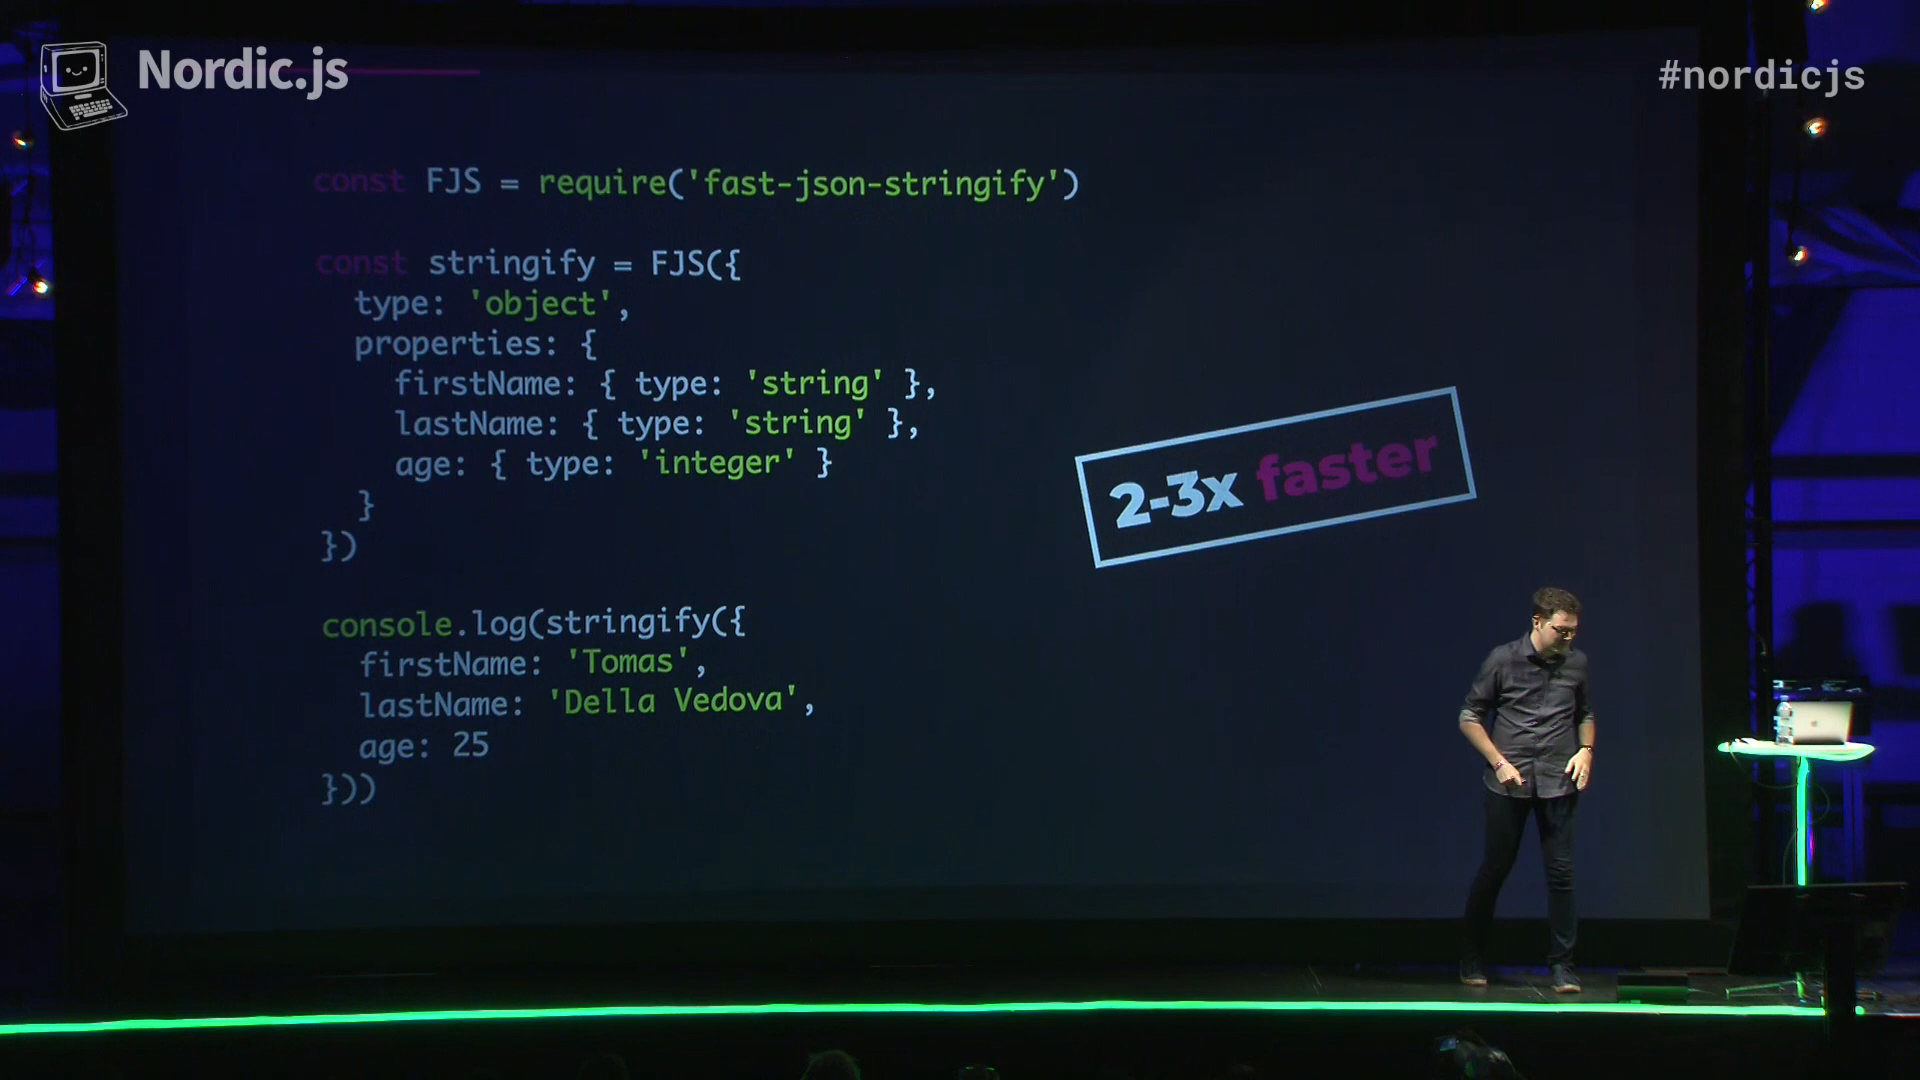 Nordic.js
#nordicjs
const FJS = require('fast-json-stringify')
const stringify = FJS({
type: 'object',
properties: {
firstName: { type: 'string' },
lastName: { type: 'string' },
age: { type: 'integer' }
}
})
2-3x faster
console.log(stringify({
firstName: 'Tomas',
lastName: 'Della Vedova',
age: 25
}))